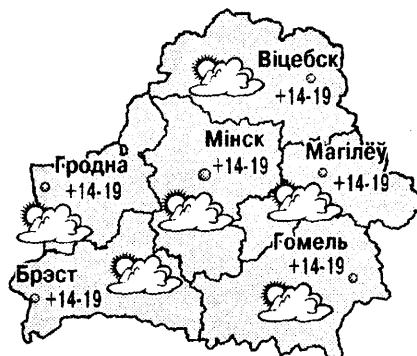 Віцебск
+14-19
Мінск
+14-19
Магілёў
+14-19
Гродна
+14-19
Гомель
+14-19
Брэст
+14-19